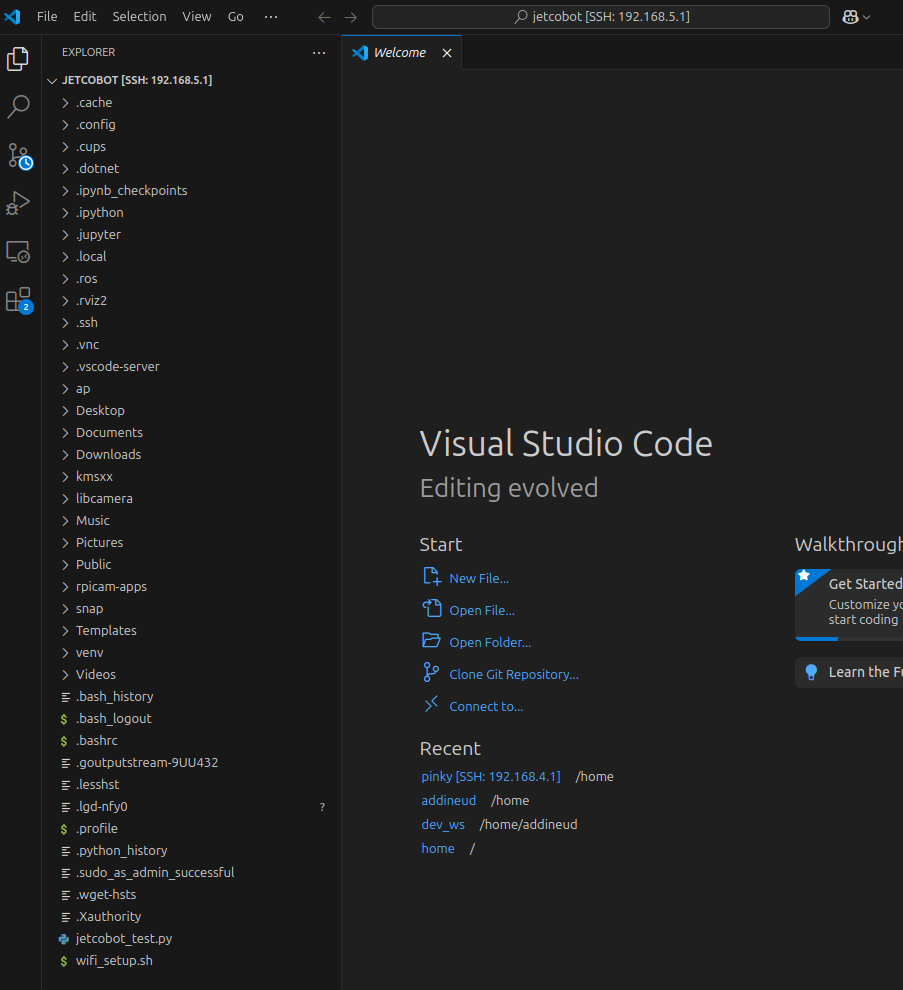 File Edit Selection View Go ... jetcobot [SSH: 192.168.5.1]
EXPLORER ...
JETCOBOT [SSH: 192.168.5.1]
.cache
.config
.cups
.dotnet
.ipynb_checkpoints
.ipython
.jupyter
.local
.ros
.rviz2
.ssh
.vnc
.vscode-server
ap
Desktop
Documents
Downloads
kmsxx
libcamera
Music
Pictures
Public
rpicam-apps
snap
Templates
venv
Videos
.bash_history
$ .bash_logout
$ .bashrc
.goutputstream-9UU432
.lesshst
.lgd-nfy0 ?
$ .profile
.python_history
.sudo_as_admin_successful
.wget-hsts
.Xauthority
jetcobot_test.py
$ wifi_setup.sh
2
Welcome
Visual Studio Code
Editing evolved
Start
New File...
Open File...
Open Folder...
Clone Git Repository...
Connect to...
Recent
pinky [SSH: 192.168.4.1] /home
addineud /home
dev_ws /home/addineud
home /
Walkthrough
Get Started
Customize yo
start coding
Learn the Fu